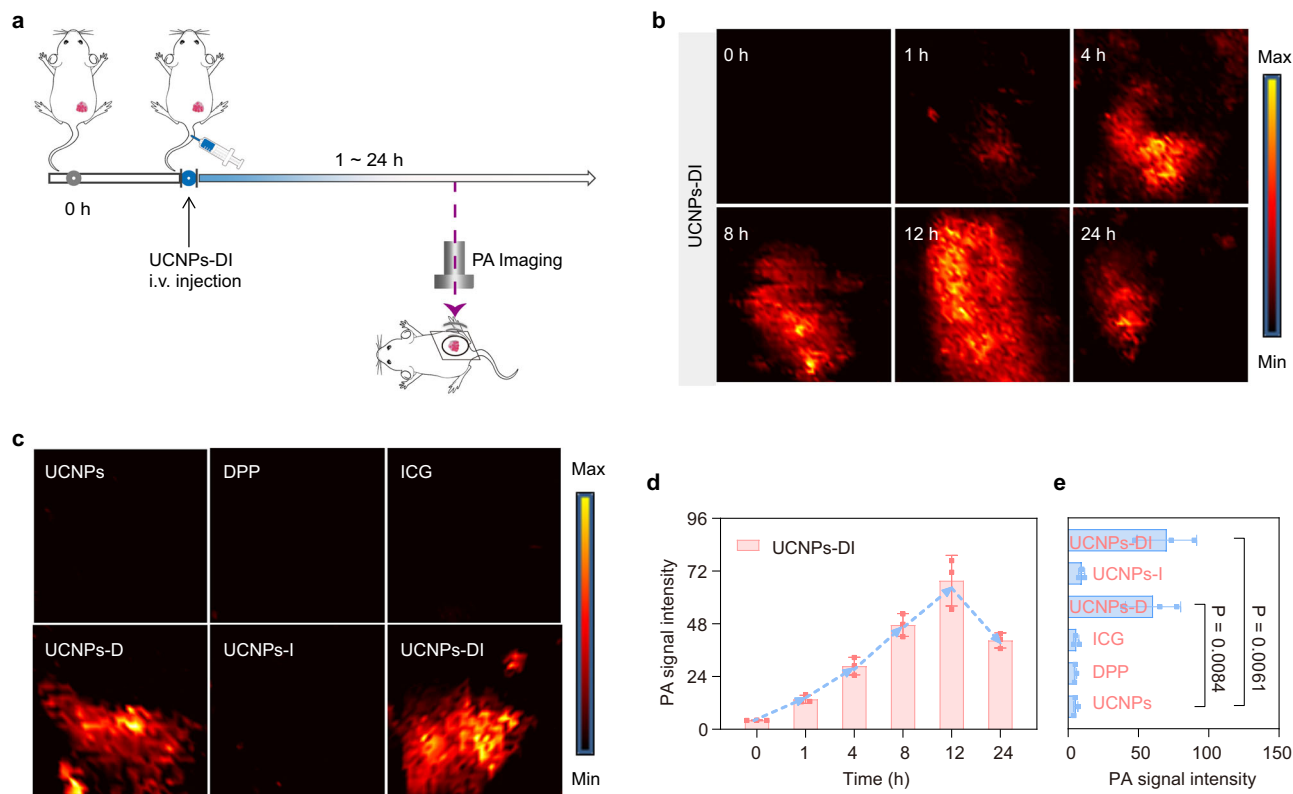 a
0 h
1 ~ 24 h
UCNPs-DI
i.v. injection
PA Imaging
b
UCNPs-DI
0 h
1 h
4 h
8 h
12 h
24 h
Max
Min
c
UCNPs
DPP
ICG
UCNPs-D
UCNPs-I
UCNPs-DI
Max
Min
d
PA signal intensity
96
72
48
24
0
UCNPs-DI
0
1
4
8
12
24
Time (h)
e
UCNPs-DI
UCNPs-I
UCNPs-D
ICG
DPP
UCNPs
P = 0.0084
P = 0.0061
0
50
100
150
PA signal intensity